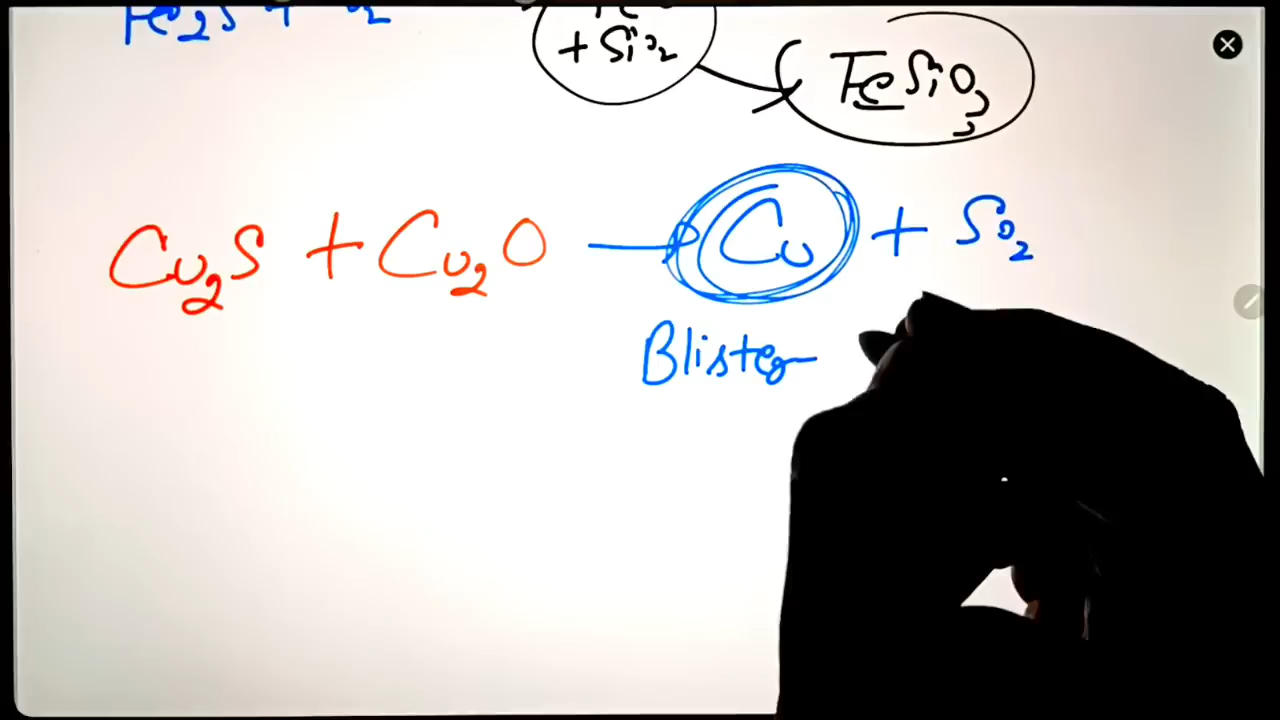 + SiO2
FeSiO3
Cu2S + Cu2O → Cu + SO2
Blister